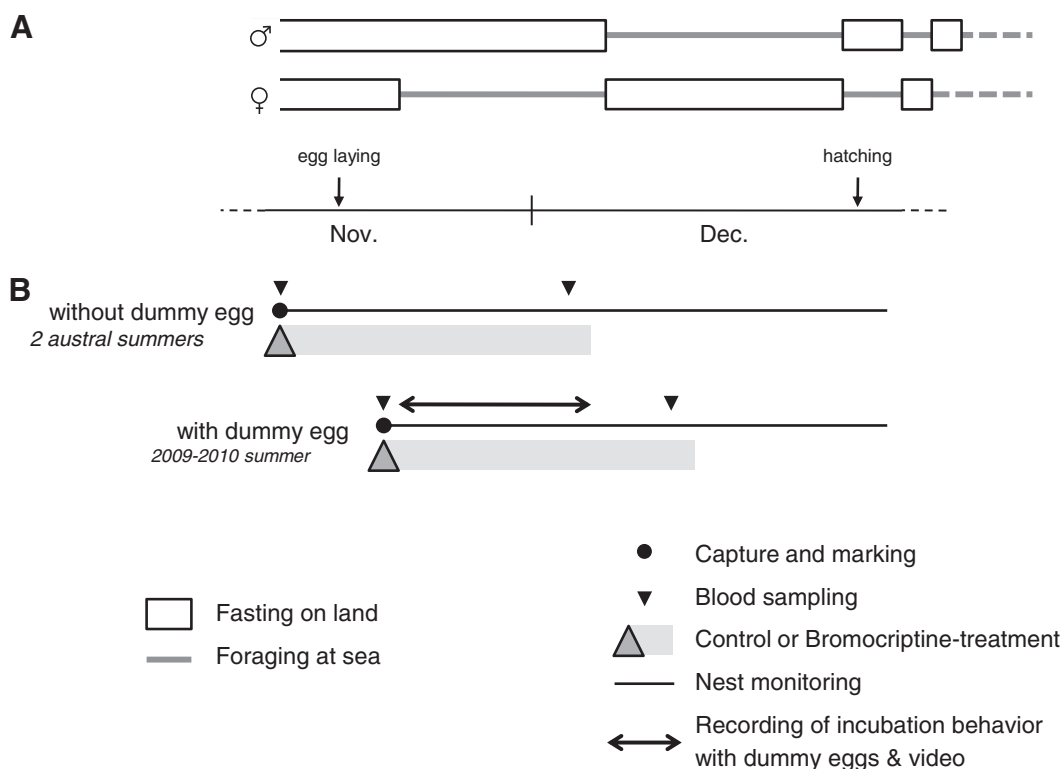 A
♂
♀
egg laying
hatching
Nov.
Dec.
B
without dummy egg
2 austral summers
with dummy egg
2009-2010 summer
Fasting on land
Foraging at sea
Capture and marking
Blood sampling
Control or Bromocriptine-treatment
Nest monitoring
Recording of incubation behavior
with dummy eggs & video